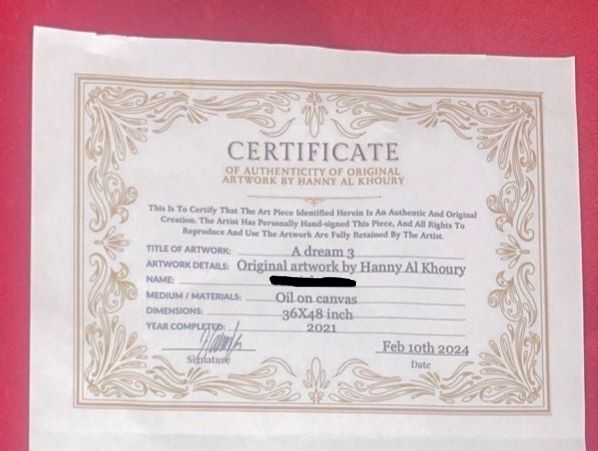 CERTIFICATE
OF AUTHENTICITY OF ORIGINAL
ARTWORK BY HANNY AL KHOURY
This Is To Certify That The Art Piece Identified Herein Is An Authentic And Original
Creation. The Artist Has Personally Hand-signed This Piece, And All Rights To
Reproduce And Use The Artwork Are Fully Retained By The Artist.
TITLE OF ARTWORK: A dream 3
ARTWORK DETAILS: Original artwork by Hanny Al Khoury
NAME:
MEDIUM / MATERIALS: Oil on canvas
DIMENSIONS: 36X48 inch
YEAR COMPLETED: 2021
Feb 10th 2024
Signature Date